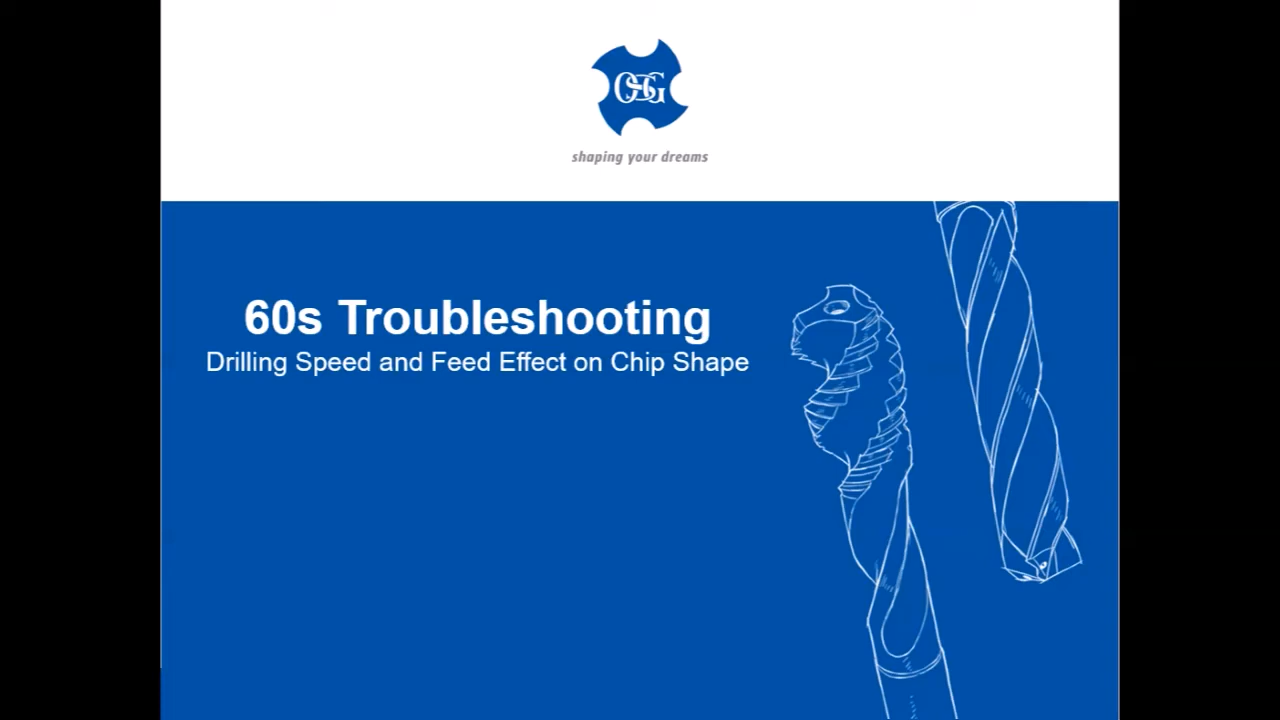 OSG
shaping your dreams
60s Troubleshooting
Drilling Speed and Feed Effect on Chip Shape